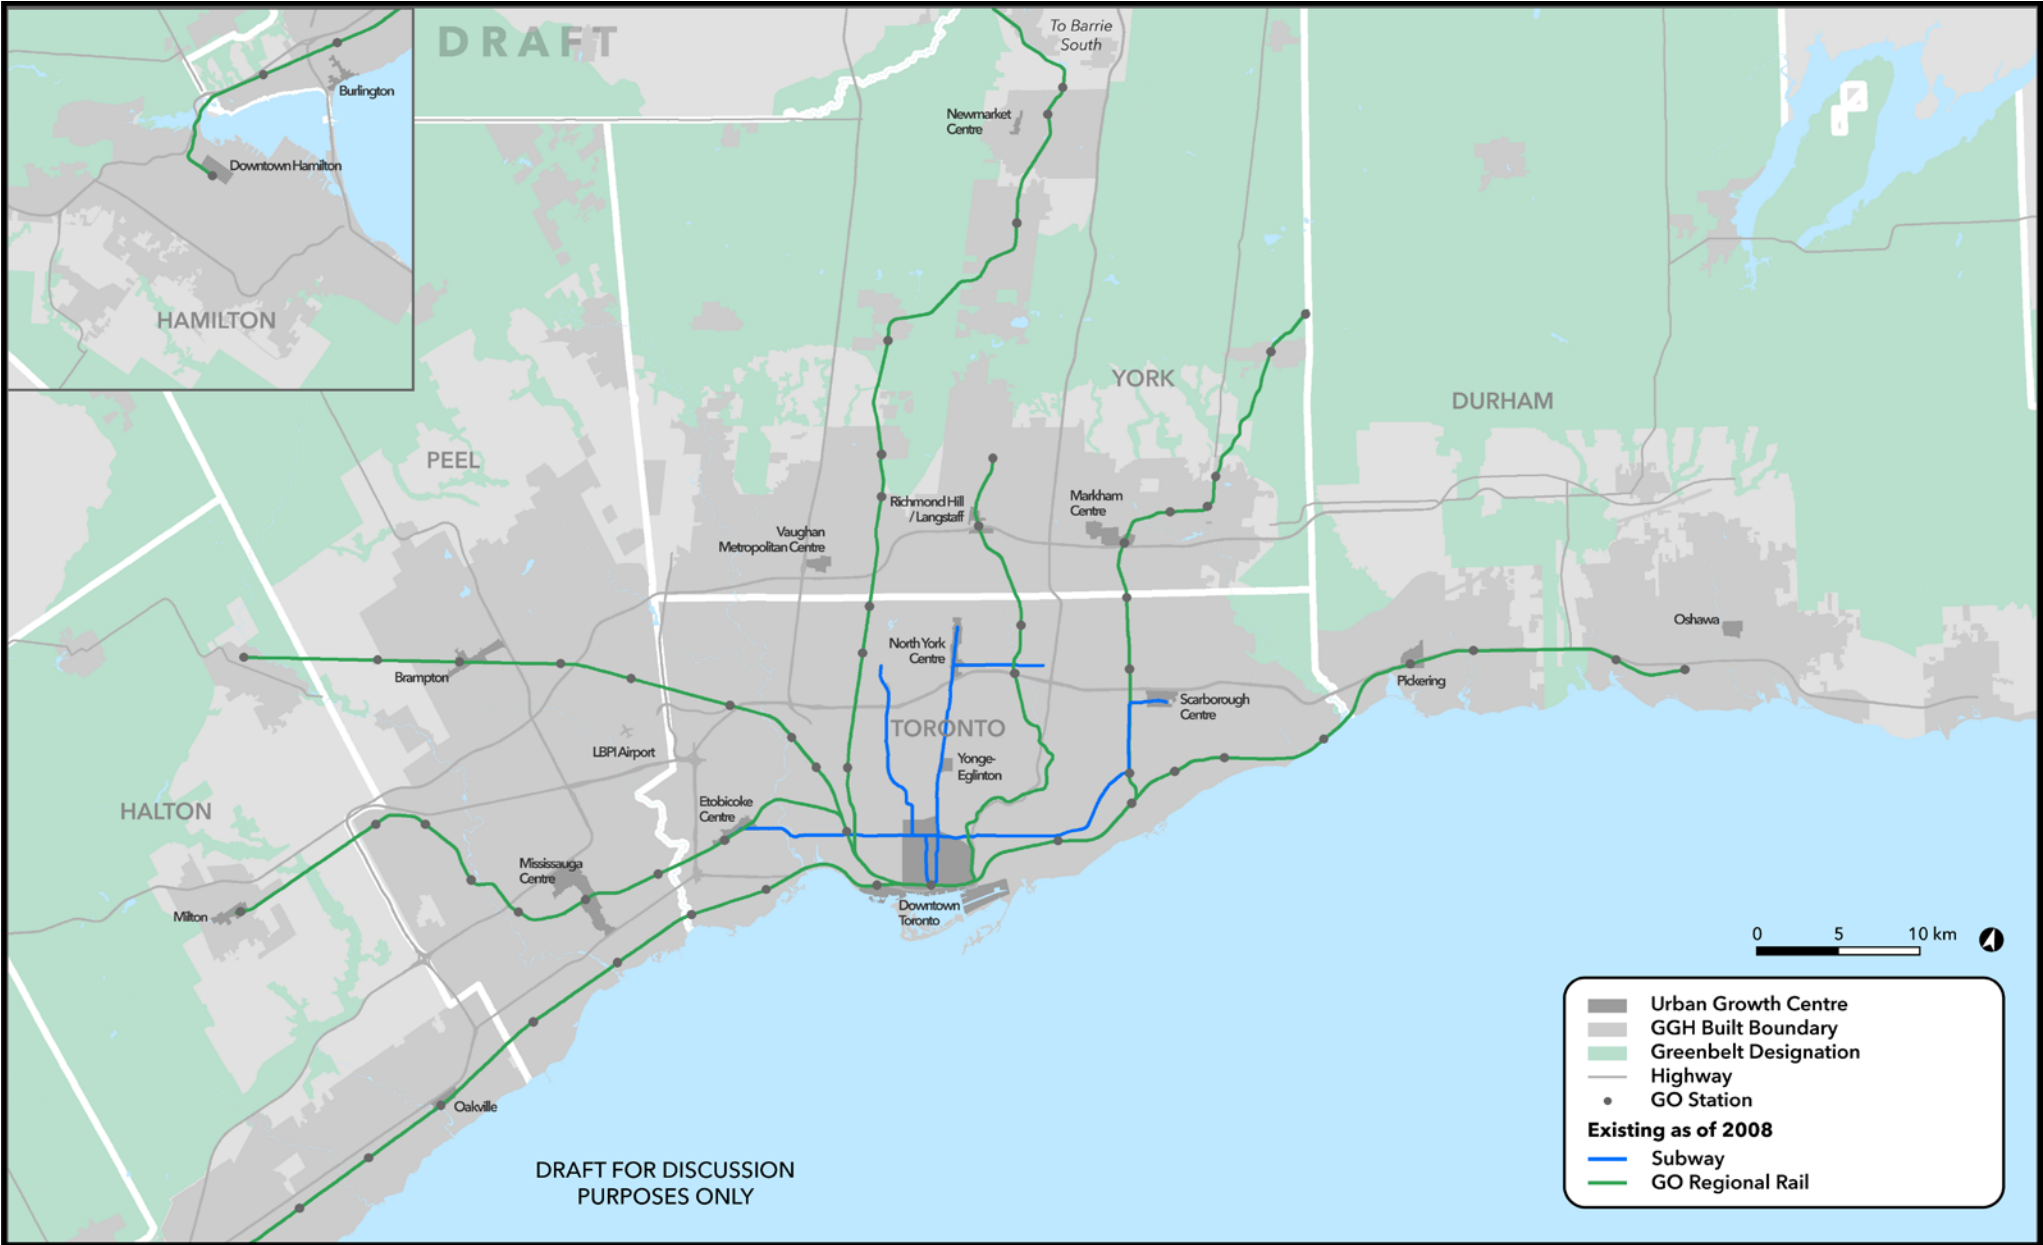 DRAFT
To Barrie
South
Burlington
Newmarket
Centre
Downtown Hamilton
HAMILTON
YORK
DURHAM
PEEL
Richmond Hill
/ Langstaff
Markham
Centre
Vaughan
Metropolitan Centre
Oshawa
North York
Centre
Brampton
Pickering
Scarborough
Centre
TORONTO
LBPI Airport
Yonge-
Eglinton
HALTON
Etobicoke
Centre
Mississauga
Centre
Milton
Downtown
Toronto
Oakville
0 5 10 km
Urban Growth Centre
GGH Built Boundary
Greenbelt Designation
Highway
GO Station
Existing as of 2008
Subway
GO Regional Rail
DRAFT FOR DISCUSSION
PURPOSES ONLY